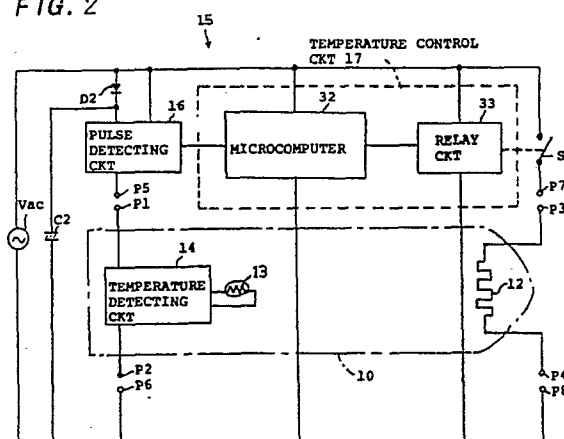 FIG. 2
15
TEMPERATURE CONTROL
CKT 17
D2
16
32
33
PULSE
DETECTING
CKT
MICROCOMPUTER
RELAY
CKT
S
P5
P1
P7
P3
Vac
C2
14
13
TEMPERATURE
DETECTING
CKT
12
P2
P6
10
P4
P8